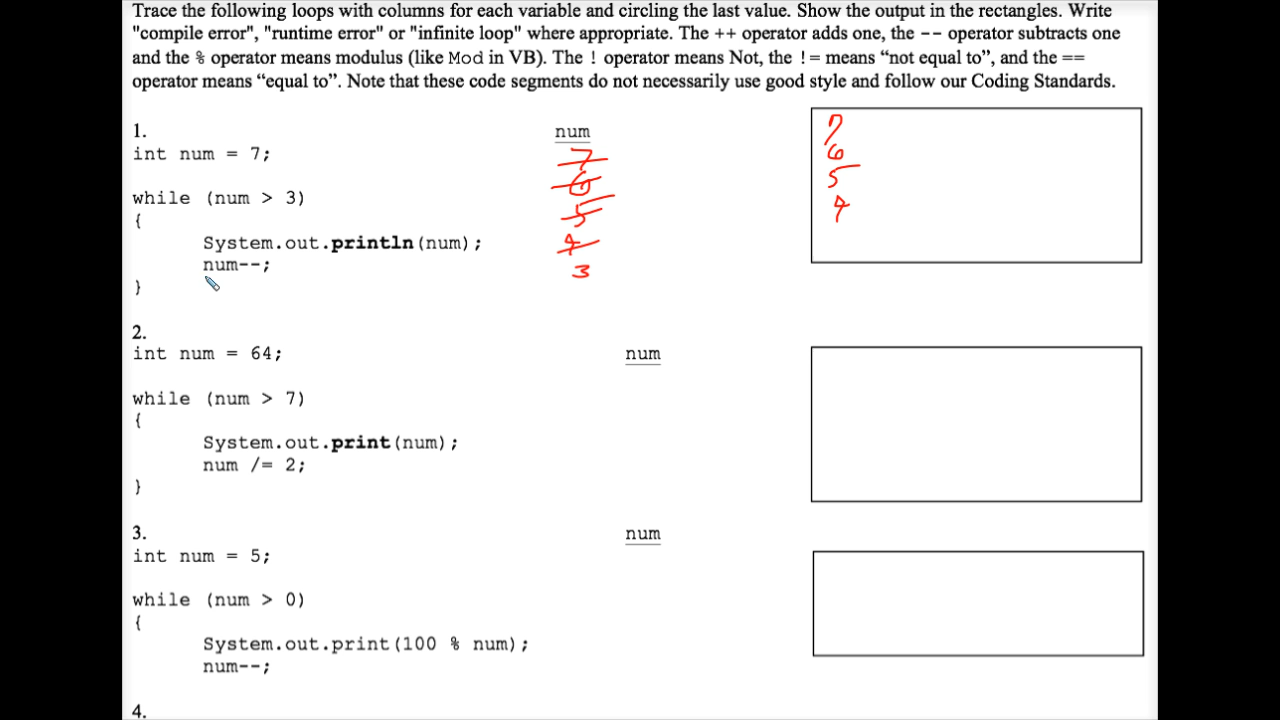 Trace the following loops with columns for each variable and circling the last value. Show the output in the rectangles. Write
"compile error", "runtime error" or "infinite loop" where appropriate. The ++ operator adds one, the -- operator subtracts one
and the % operator means modulus (like Mod in VB). The ! operator means Not, the != means “not equal to”, and the ==
operator means “equal to”. Note that these code segments do not necessarily use good style and follow our Coding Standards.
1.
int num = 7;
while (num > 3)
{
System.out.println(num);
num--;
}
num
7
6
5
4
3
7
6
5
4
2.
int num = 64;
while (num > 7)
{
System.out.print(num);
num /= 2;
}
num
3.
int num = 5;
while (num > 0)
{
System.out.print(100 % num);
num--;
num
4.